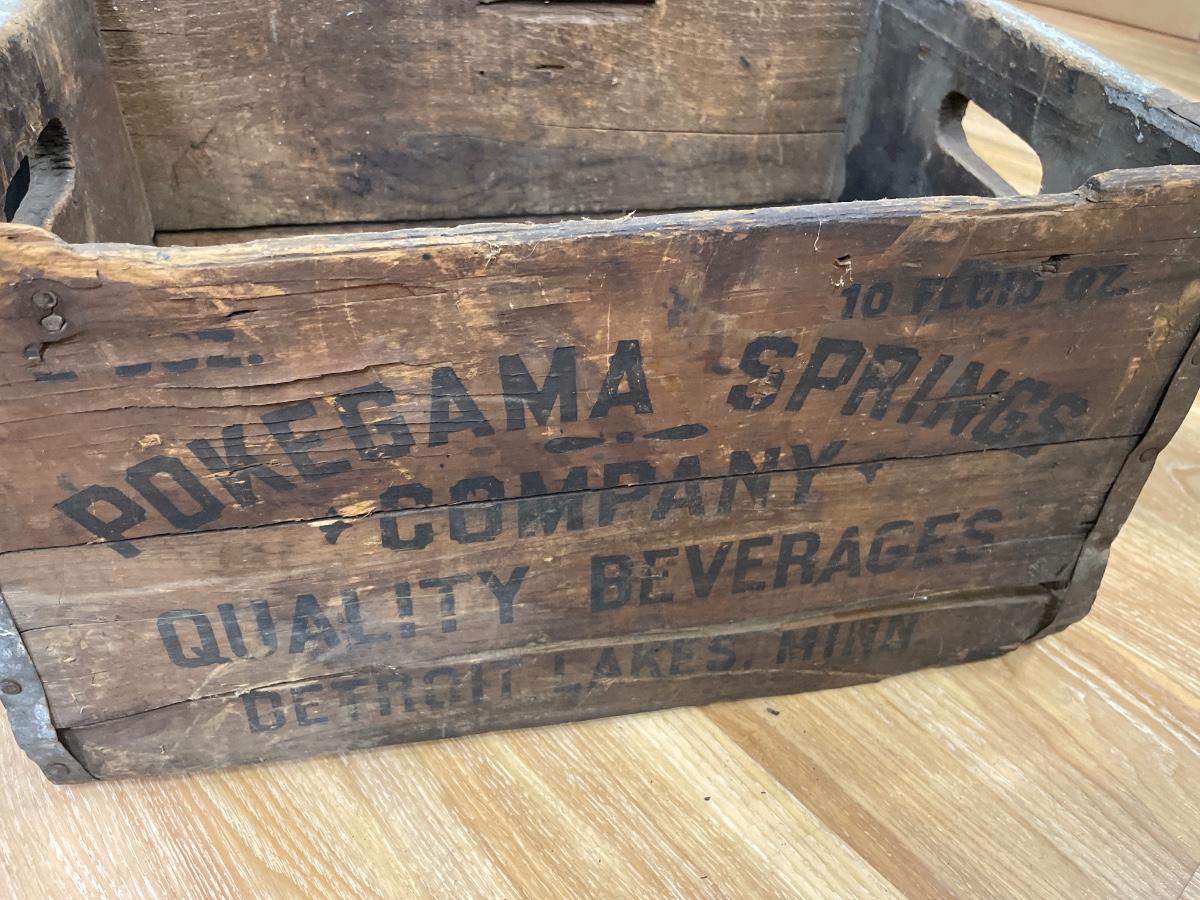 10 FLUID OZ.
POKEGAMA SPRINGS
COMPANY
QUALITY BEVERAGES
DETROIT LAKES, MINN.